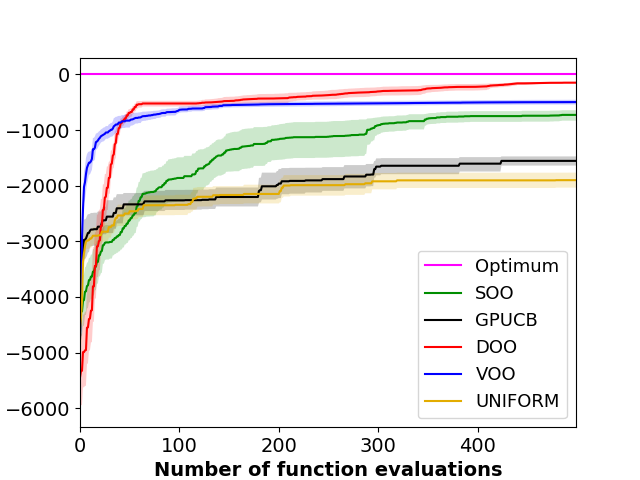 0
−1000
−2000
−3000
−4000
−5000
−6000
Optimum
SOO
GPUCB
DOO
VOO
UNIFORM
0 100 200 300 400
Number of function evaluations